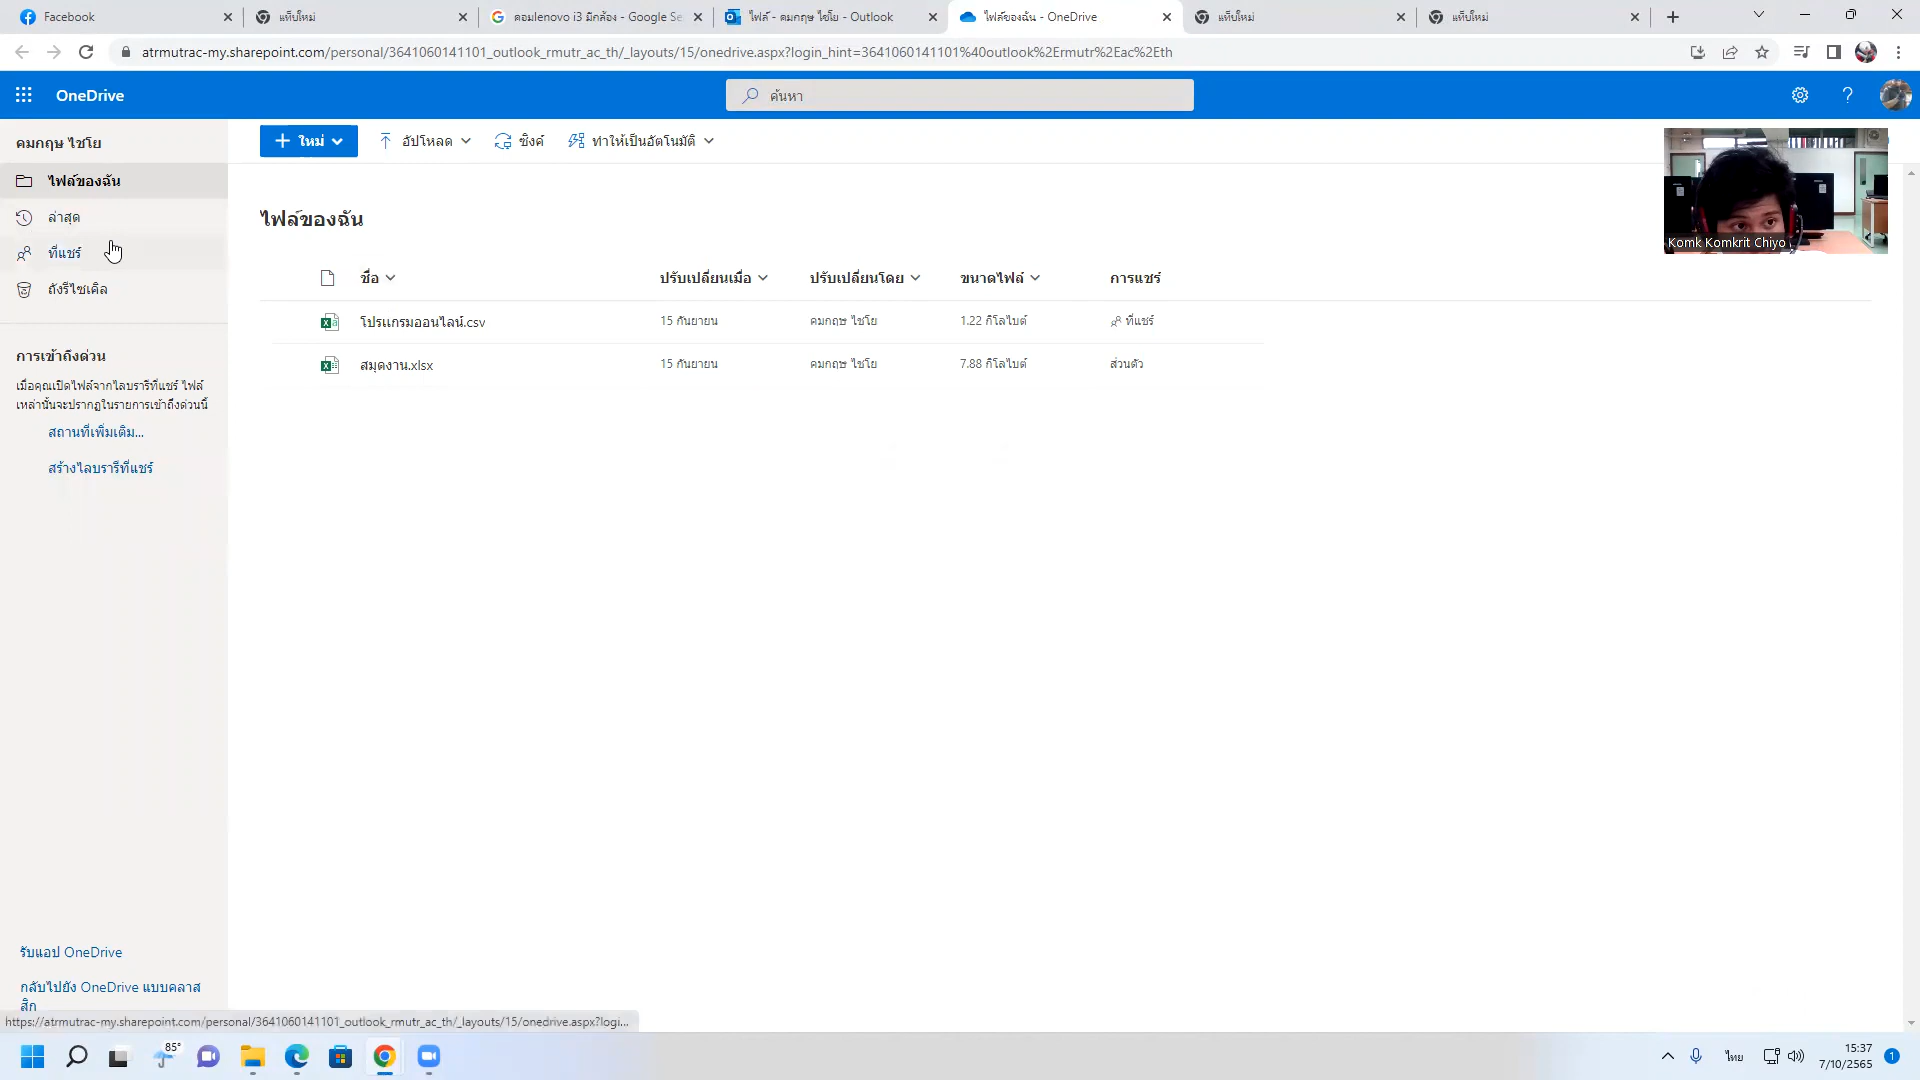 Facebook
แท็บใหม่
คอมlenovo i3 มีกล้อง - Google Se
ไฟล์ - คมกฤษ ไชโย - Outlook
ไฟล์ของฉัน - OneDrive
แท็บใหม่
แท็บใหม่
atrmutrac-my.sharepoint.com/personal/3641060141101_outlook_rmutr_ac_th/_layouts/15/onedrive.aspx?login_hint=3641060141101%40outlook%2Ermutr%2Eac%2Eth
OneDrive
ค้นหา
?
คมกฤษ ไชโย
ใหม่
อัปโหลด
ซิงค์
ทำให้เป็นอัตโนมัติ
ไฟล์ของฉัน
ล่าสุด
ที่แชร์
ถังรีไซเคิล
การเข้าถึงด่วน
เมื่อคุณเปิดไฟล์จากไลบรารีที่แชร์ ไฟล์
เหล่านั้นจะปรากฏในรายการเข้าถึงด่วนนี้
สถานที่เพิ่มเติม...
สร้างไลบรารีที่แชร์
รับแอป OneDrive
กลับไปยัง OneDrive แบบคลาส
สิก
ไฟล์ของฉัน
ชื่อ
ปรับเปลี่ยนเมื่อ
ปรับเปลี่ยนโดย
ขนาดไฟล์
การแชร์
โปรแกรมออนไลน์.csv
15 กันยายน
คมกฤษ ไชโย
1.22 กิโลไบต์
ที่แชร์
สมุดงาน.xlsx
15 กันยายน
คมกฤษ ไชโย
7.88 กิโลไบต์
ส่วนตัว
Komk Komkrit Chiyo
https://atrmutrac-my.sharepoint.com/personal/3641060141101_outlook_rmutr_ac_th/_layouts/15/onedrive.aspx?logi...
85°
ไทย
15:37
7/10/2565
1